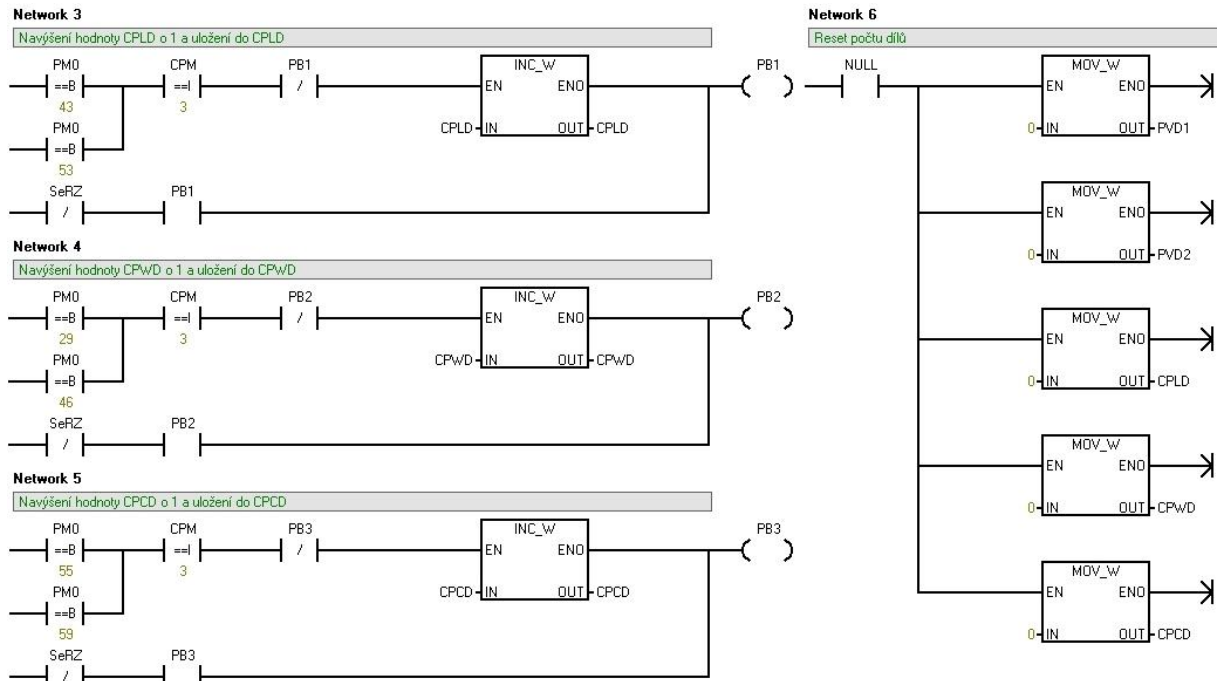 Network 3
Navýšení hodnoty CPLD o 1 a uložení do CPLD
PM0 CPM PB1 INC_W PB1
==B ==I / EN ENO
43 3
PM0 CPLD IN OUT CPLD
==B
53
SeRZ PB1
/
Network 4
Navýšení hodnoty CPWD o 1 a uložení do CPWD
PM0 CPM PB2 INC_W PB2
==B ==I / EN ENO
29 3
PM0 CPWD IN OUT CPWD
==B
46
SeRZ PB2
/
Network 5
Navýšení hodnoty CPCD o 1 a uložení do CPCD
PM0 CPM PB3 INC_W PB3
==B ==I / EN ENO
55 3
PM0 CPCD IN OUT CPCD
==B
59
SeRZ PB3
/
Network 6
Reset počtu dílů
NULL MOV_W
EN ENO
0 IN OUT PVD1
MOV_W
EN ENO
0 IN OUT PVD2
MOV_W
EN ENO
0 IN OUT CPLD
MOV_W
EN ENO
0 IN OUT CPWD
MOV_W
EN ENO
0 IN OUT CPCD